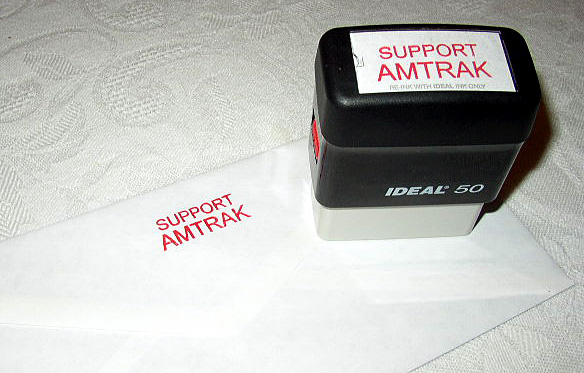 SUPPORT
AMTRAK
RE-INK WITH IDEAL INK ONLY
IDEAL® 50
SUPPORT
AMTRAK